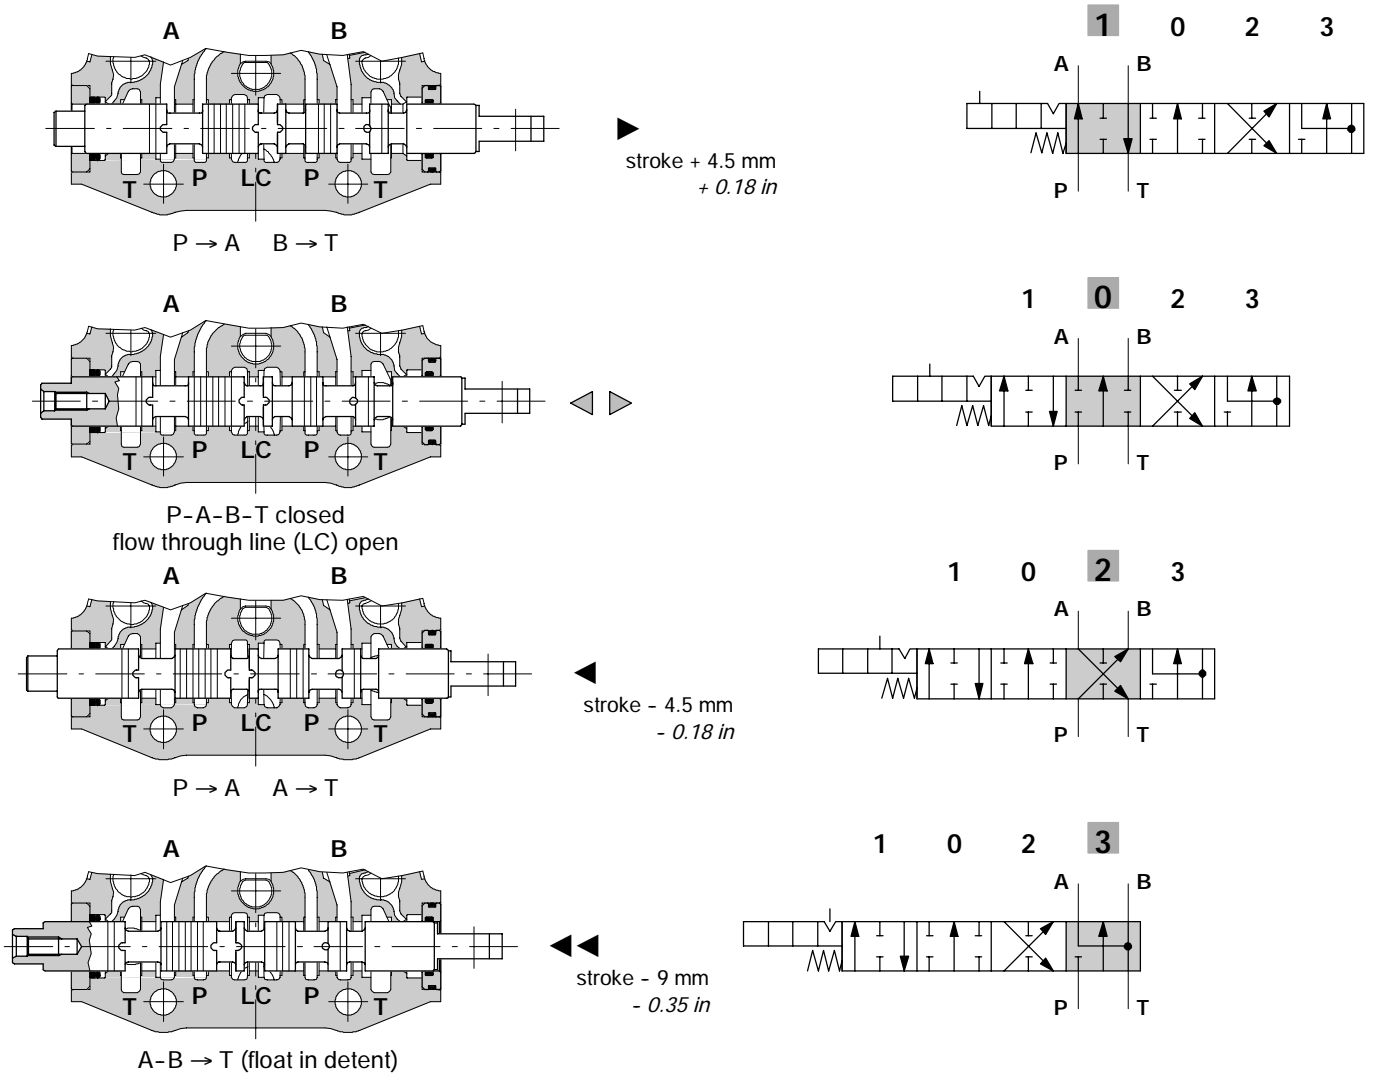 A B
T P LC P T
P → A B → T
stroke + 4.5 mm
+ 0.18 in
1 0 2 3
A B
P T
A B
T P LC P T
P-A-B-T closed
flow through line (LC) open
1 0 2 3
A B
P T
A B
T P LC P T
P → A A → T
stroke - 4.5 mm
- 0.18 in
1 0 2 3
A B
P T
A B
T P LC P T
A-B → T (float in detent)
stroke - 9 mm
- 0.35 in
1 0 2 3
A B
P T